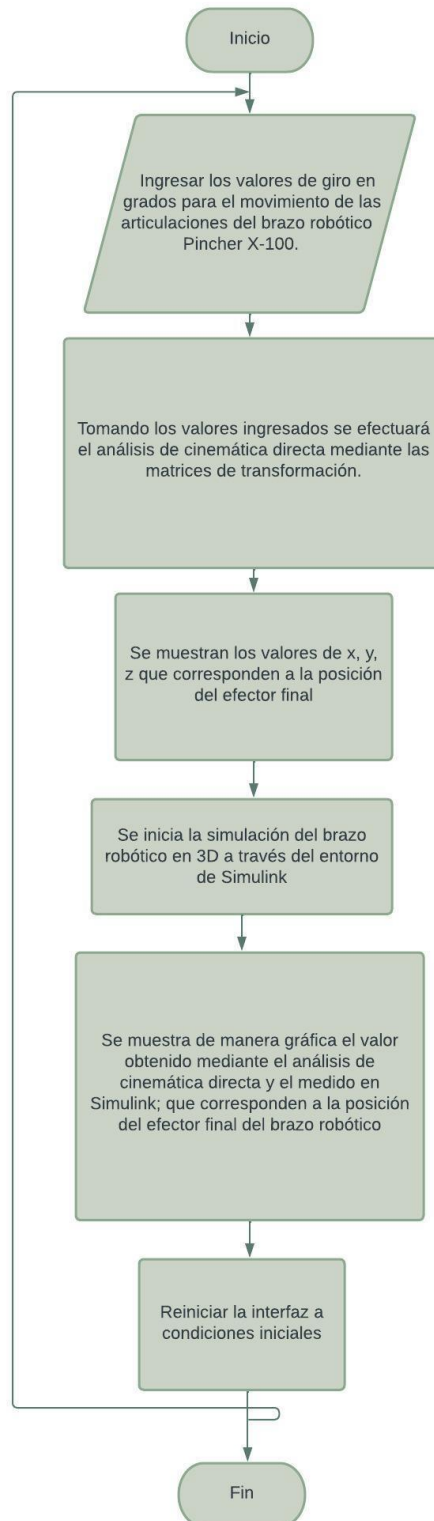 Inicio
Ingresar los valores de giro en
grados para el movimiento de las
articulaciones del brazo robótico
Pincher X-100.
Tomando los valores ingresados se efectuará
el análisis de cinemática directa mediante las
matrices de transformación.
Se muestran los valores de x, y,
z que corresponden a la posición
del efector final
Se inicia la simulación del brazo
robótico en 3D a través del entorno
de Simulink
Se muestra de manera gráfica el valor
obtenido mediante el análisis de
cinemática directa y el medido en
Simulink; que corresponden a la posición
del efector final del brazo robótico
Reiniciar la interfaz a
condiciones iniciales
Fin